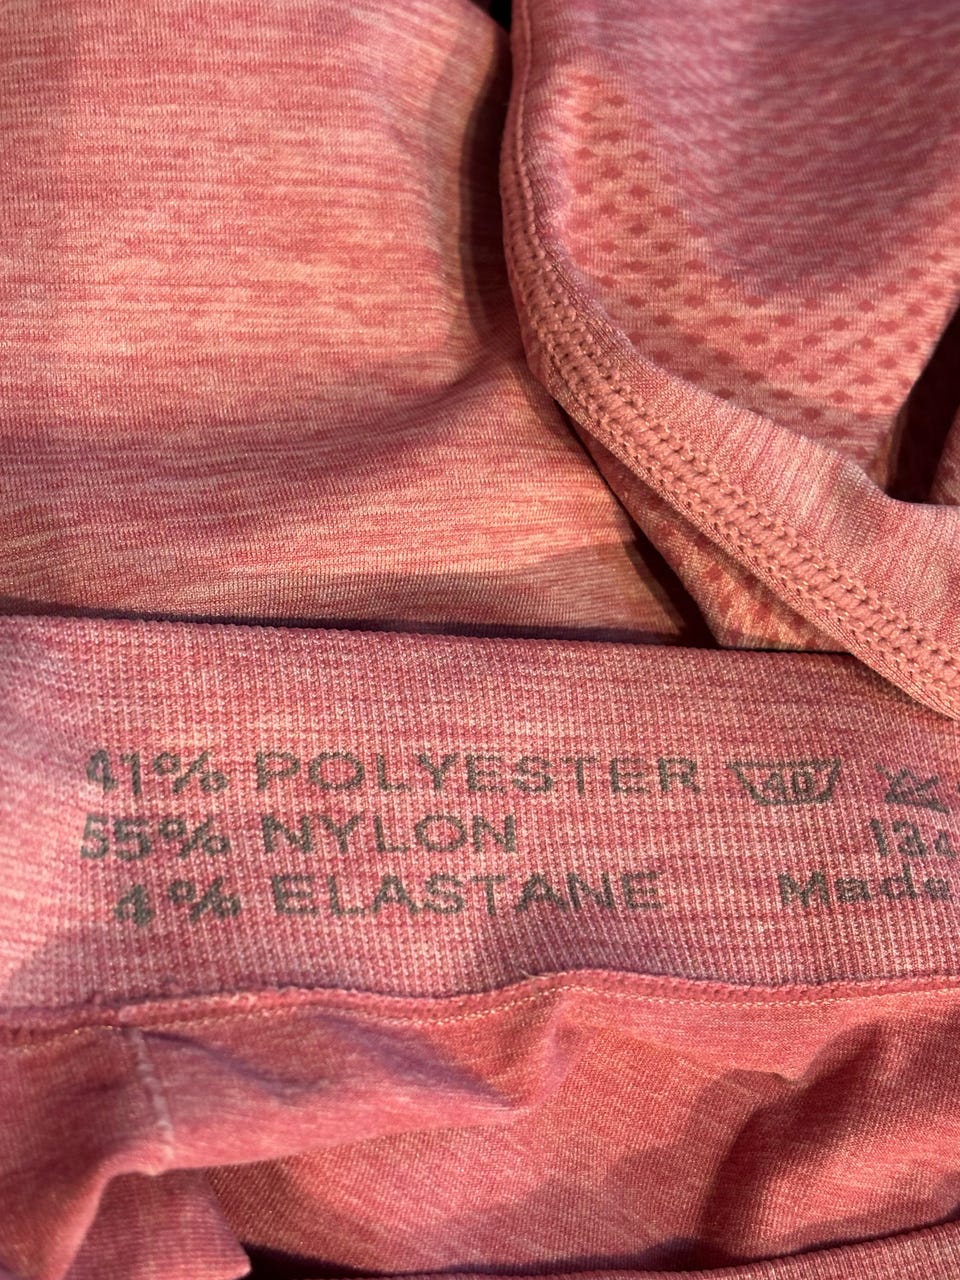 41% POLYESTER 40
55% NYLON
4% ELASTANE Made